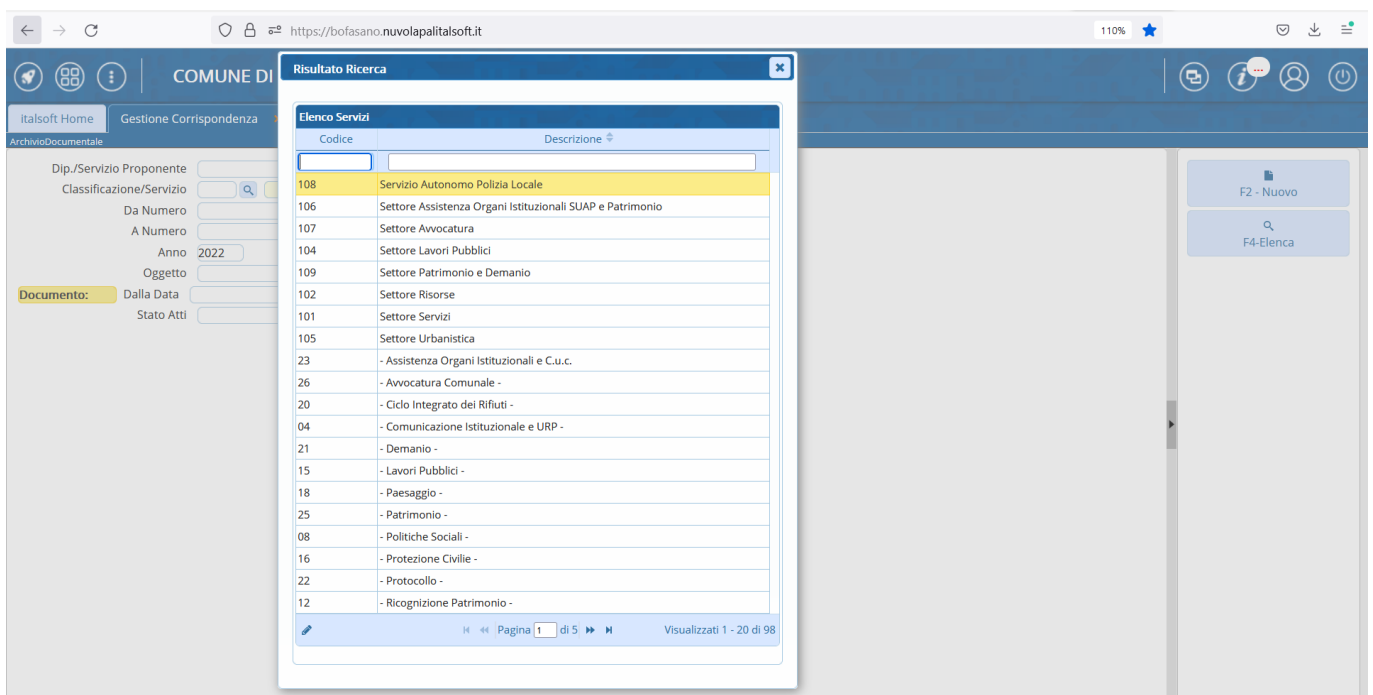 https://bofasano.nuvolapalitalsoft.it
110%
COMUNE DI
Risultato Ricerca
italsoft Home
Gestione Corrispondenza
ArchivioDocumentale
Elenco Servizi
Codice Descrizione
108 Servizio Autonomo Polizia Locale
106 Settore Assistenza Organi Istituzionali SUAP e Patrimonio
107 Settore Avvocatura
104 Settore Lavori Pubblici
109 Settore Patrimonio e Demanio
102 Settore Risorse
101 Settore Servizi
105 Settore Urbanistica
23 - Assistenza Organi Istituzionali e C.u.c.
26 - Avvocatura Comunale -
20 - Ciclo Integrato dei Rifiuti -
04 - Comunicazione Istituzionale e URP -
21 - Demanio -
15 - Lavori Pubblici -
18 - Paesaggio -
25 - Patrimonio -
08 - Politiche Sociali -
16 - Protezione Civilie -
22 - Protocollo -
12 - Ricognizione Patrimonio -
Pagina 1 di 5
Visualizzati 1 - 20 di 98
Dip./Servizio Proponente
Classificazione/Servizio
Da Numero
A Numero
Anno 2022
Oggetto
Documento: Dalla Data
Stato Atti
F2 - Nuovo
F4-Elenca